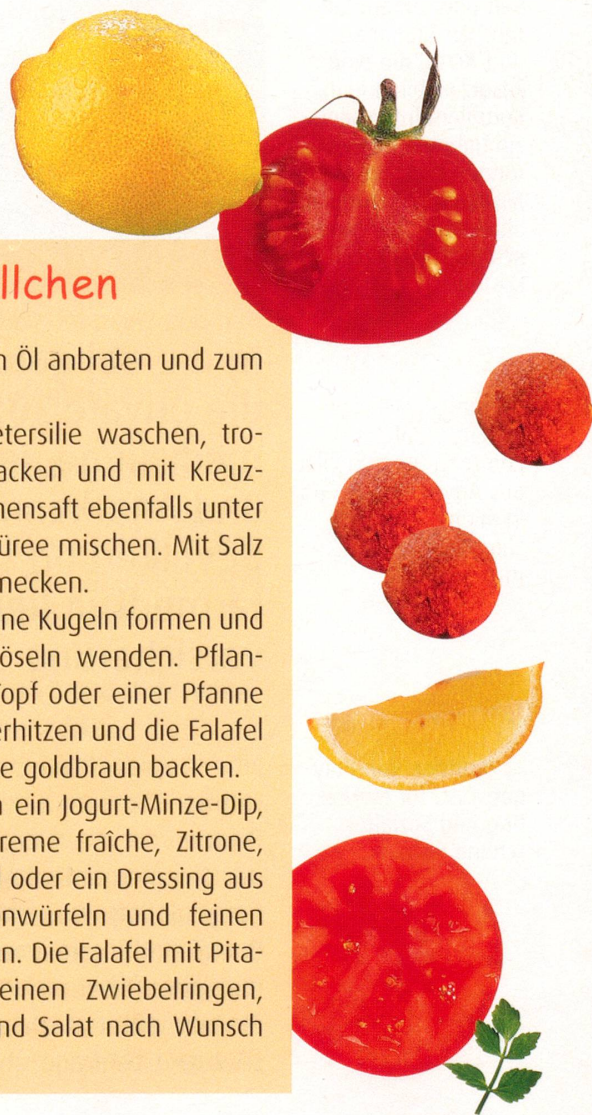 llchen
n Öl anbraten und zum
etersilie waschen, tro-
acken und mit Kreuz-
nensaft ebenfalls unter
üree mischen. Mit Salz
necken.
ne Kugeln formen und
öseln wenden. Pflan-
Topf oder einer Pfanne
erhitzen und die Falafel
e goldbraun backen.
n ein Jogurt-Minze-Dip,
reme fraîche, Zitrone,
oder ein Dressing aus
nwürfeln und feinen
n. Die Falafel mit Pita-
einen Zwiebelringen,
nd Salat nach Wunsch